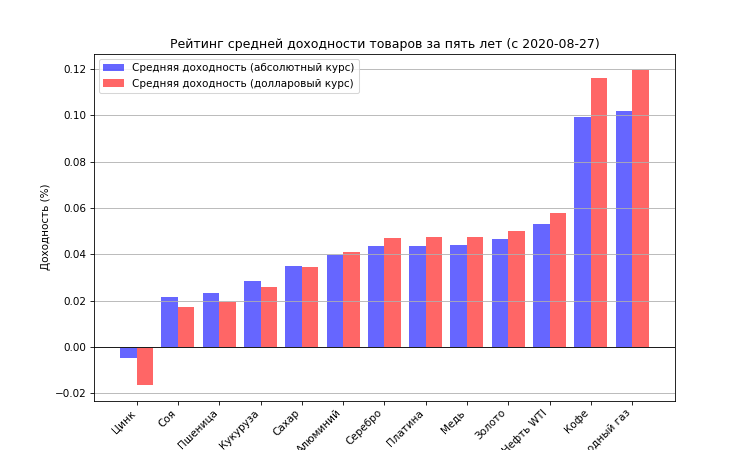 Рейтинг средней доходности товаров за пять лет (с 2020-08-27)
Средняя доходность (абсолютный курс)
Средняя доходность (долларовый курс)
Доходность (%)
0.12
0.10
0.08
0.06
0.04
0.02
0.00
−0.02
Цинк
Соя
Пшеница
Кукуруза
Сахар
Алюминий
Серебро
Платина
Медь
Золото
Нефть WTI
Кофе
газ